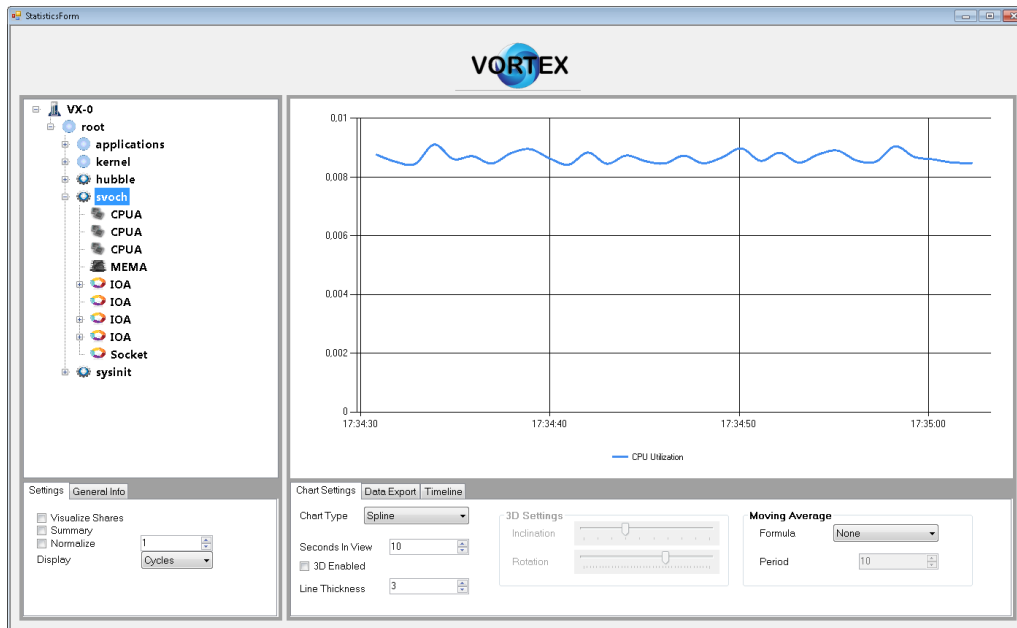 StatisticsForm
VORTEX
VX-0
root
applications
kernel
hubble
svoch
CPUA
CPUA
CPUA
MEMA
IOA
IOA
IOA
IOA
Socket
sysinit
0,01
0,008
0,006
0,004
0,002
0
17:34:30 17:34:40 17:34:50 17:35:00
CPU Utilization
Settings General Info
Visualize Shares
Summary
Normalize 1
Display Cycles
Chart Settings Data Export Timeline
Chart Type Spline
Seconds In View 10
3D Enabled
Line Thickness 3
3D Settings
Inclination
Rotation
Moving Average
Formula None
Period 10